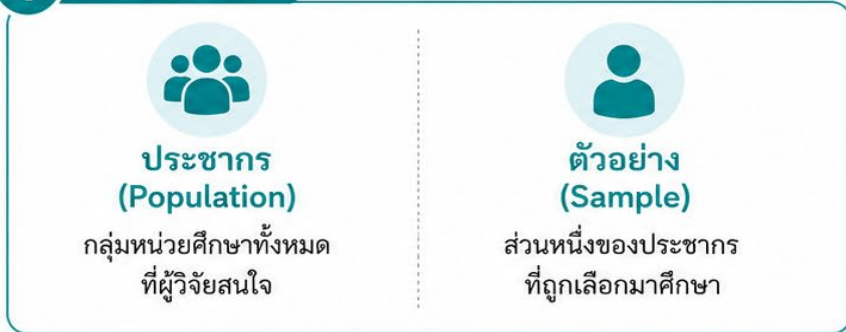 ประชากร
(Population)
กลุ่มหน่วยศึกษาทั้งหมด
ที่ผู้วิจัยสนใจ
ตัวอย่าง
(Sample)
ส่วนหนึ่งของประชากร
ที่ถูกเลือกมาศึกษา